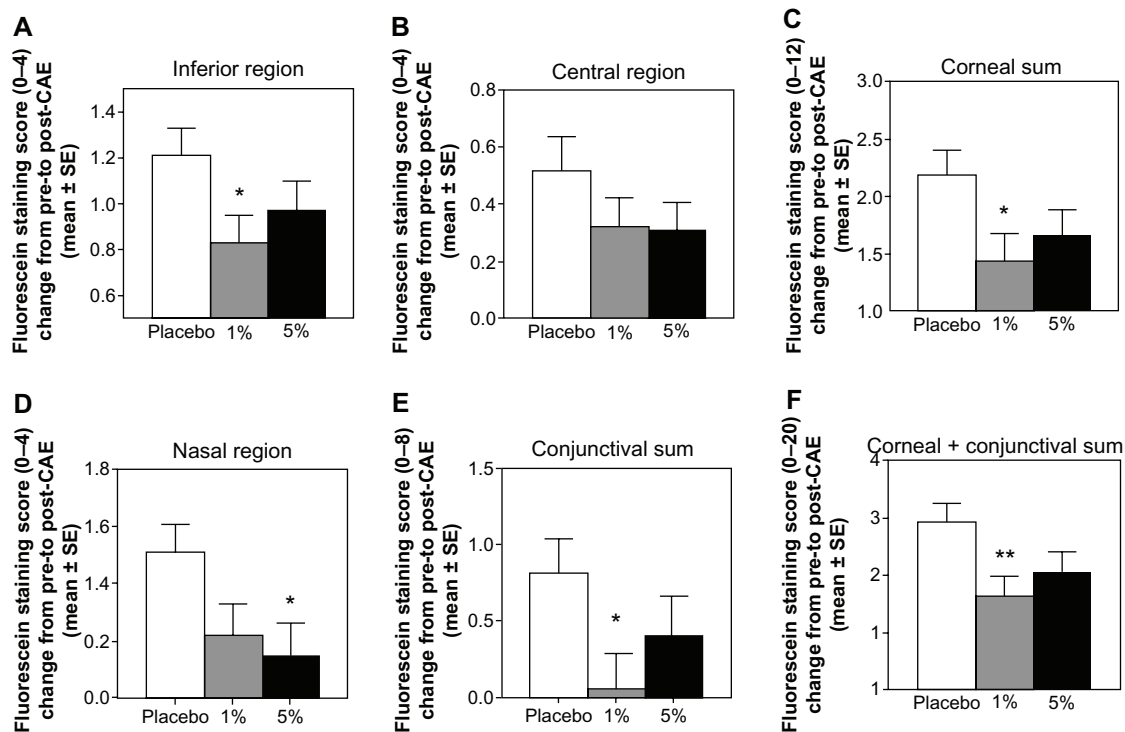 A
Inferior region
Fluorescein staining score (0–4)
change from pre-to post-CAE
(mean ± SE)
1.4
1.2
1.0
0.8
0.6
*
Placebo 1% 5%
B
Central region
Fluorescein staining score (0–4)
change from pre-to post-CAE
(mean ± SE)
0.8
0.6
0.4
0.2
0.0
Placebo 1% 5%
C
Corneal sum
Fluorescein staining score (0–12)
change from pre-to post-CAE
(mean ± SE)
3.0
2.5
2.0
1.5
1.0
*
Placebo 1% 5%
D
Nasal region
Fluorescein staining score (0–4)
change from pre-to post-CAE
(mean ± SE)
1.8
1.6
1.4
0.2
0.0
*
Placebo 1% 5%
E
Conjunctival sum
Fluorescein staining score (0–8)
change from pre-to post-CAE
(mean ± SE)
1.5
1.0
0.5
0.0
*
Placebo 1% 5%
F
Corneal + conjunctival sum
Fluorescein staining score (0–20)
change from pre-to post-CAE
(mean ± SE)
4
3
2
1
1
**
Placebo 1% 5%